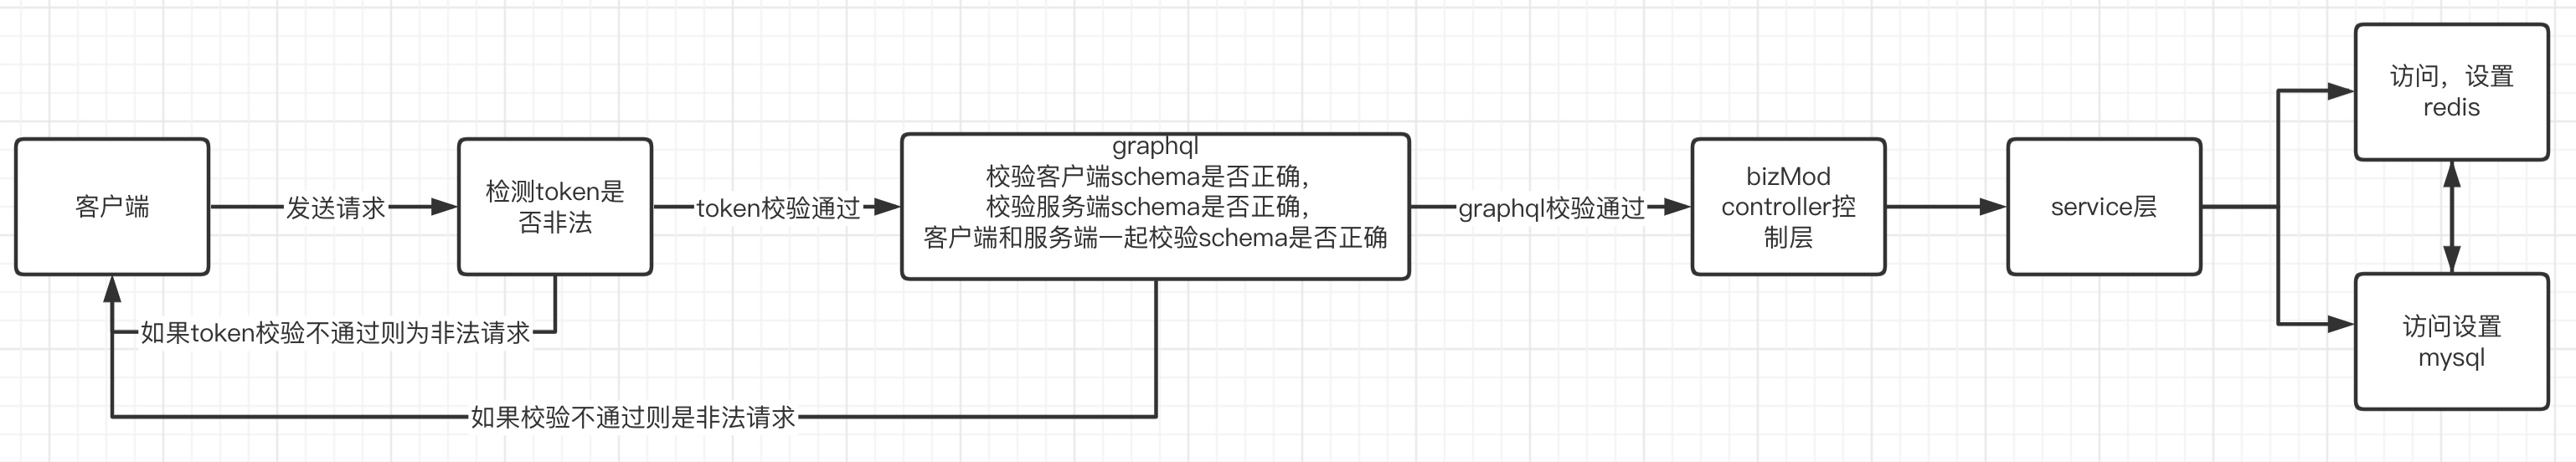 客户端
发送请求
检测token是
否非法
token校验通过
graphql
校验客户端schema是否正确，
校验服务端schema是否正确，
客户端和服务端一起校验schema是否正确
graphql校验通过
bizMod
controller控
制层
service层
访问，设置
redis
访问设置
mysql
如果token校验不通过则为非法请求
如果校验不通过则是非法请求